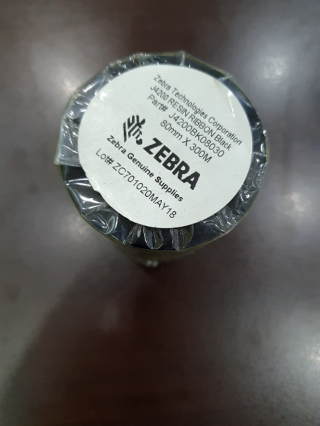 Zebra Technologies Corporation
J4200 RESIN RIBBON Black
Part# J4200BK08030
80mm X 300M
ZEBRA
Zebra Genuine Supplies
Lot# ZC701020MAY18